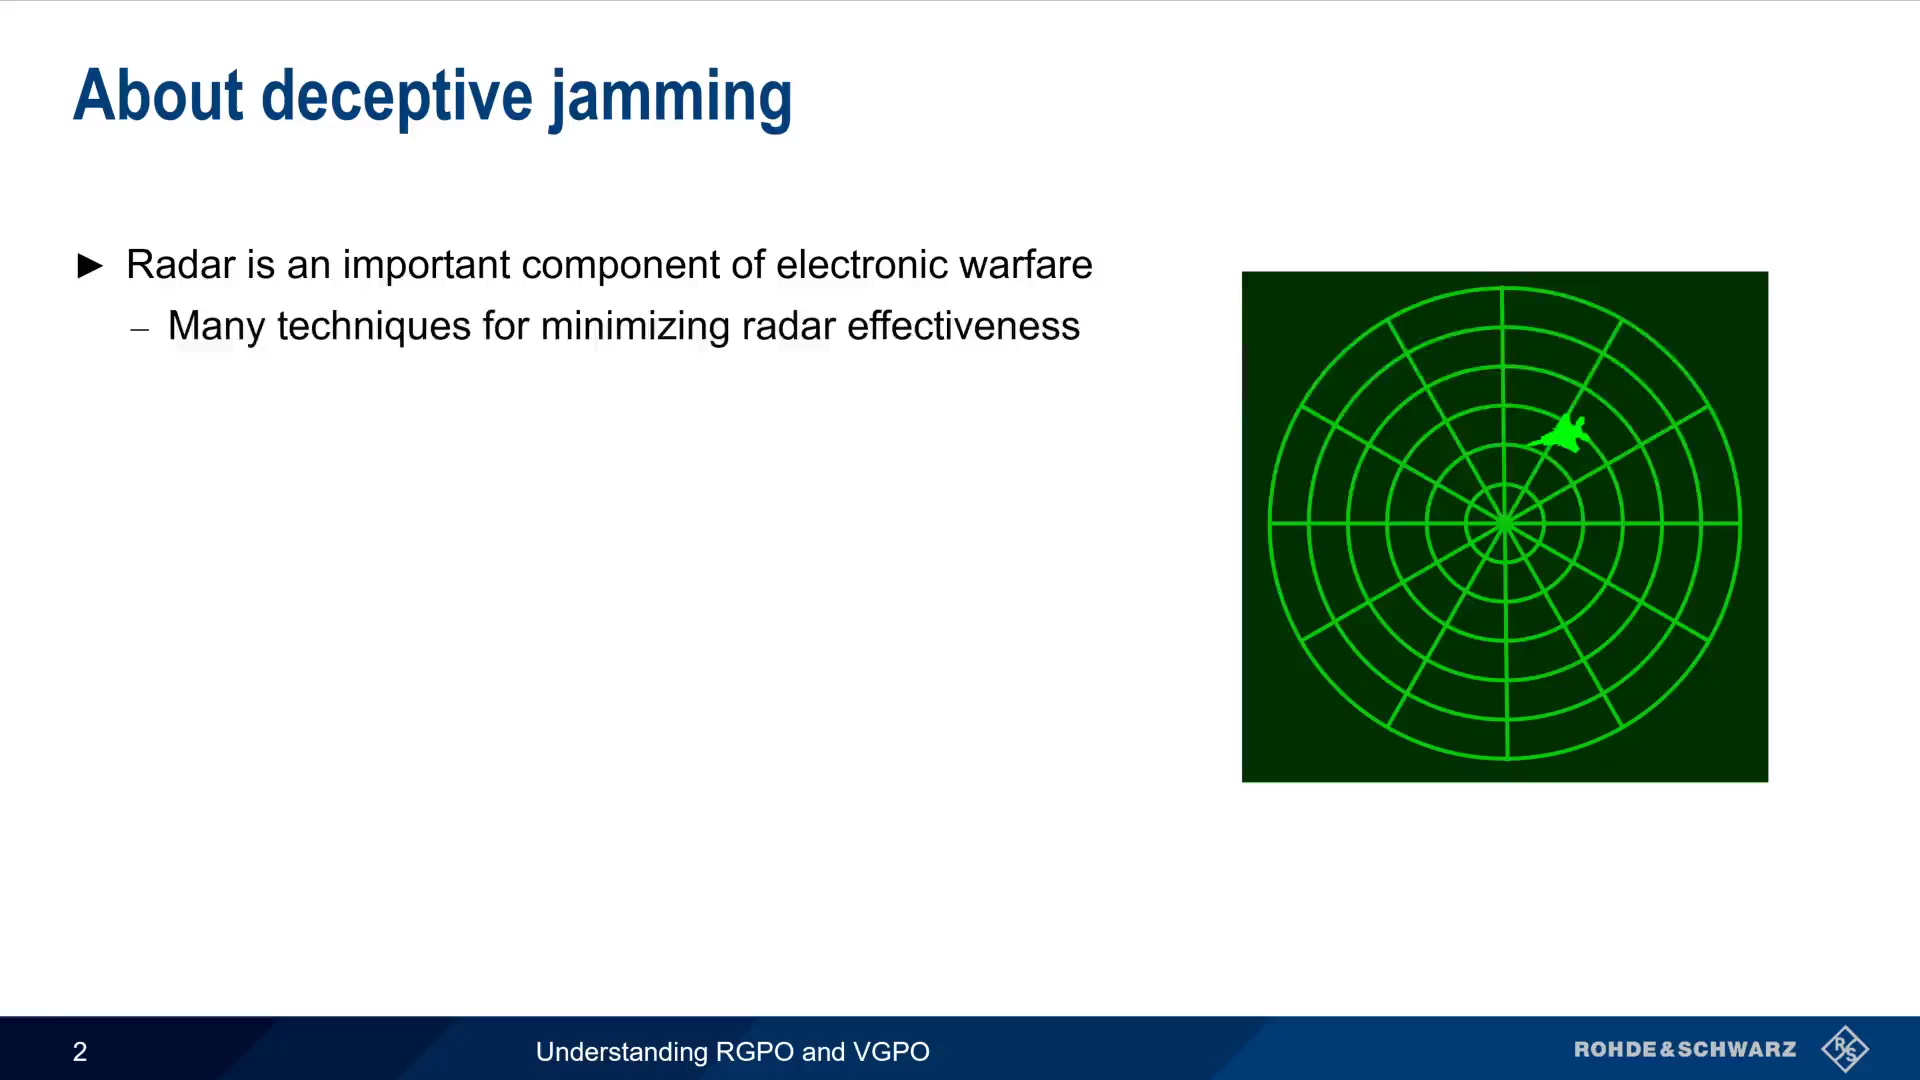 About deceptive jamming
► Radar is an important component of electronic warfare
– Many techniques for minimizing radar effectiveness
2
Understanding RGPO and VGPO
ROHDE&SCHWARZ
R&S